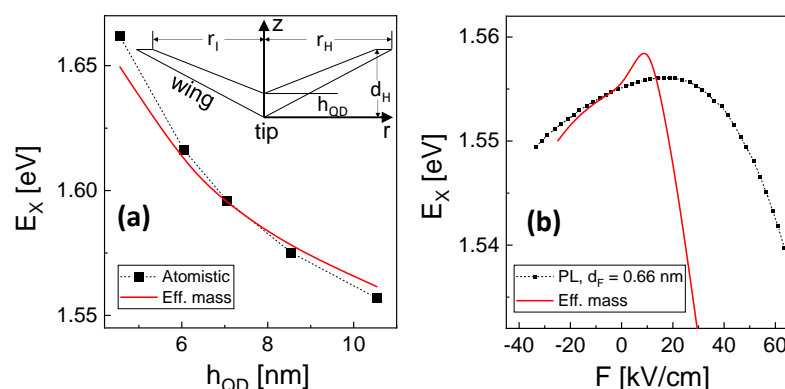 E_X [eV]
1.65
1.60
1.55
6
8
10
h_QD [nm]
(a)
Atomistic
Eff. mass
z
r_I
r_H
d_H
wing
h_QD
tip
r
E_X [eV]
1.56
1.55
1.54
-40
-20
0
20
40
60
F [kV/cm]
(b)
PL, d_F = 0.66 nm
Eff. mass